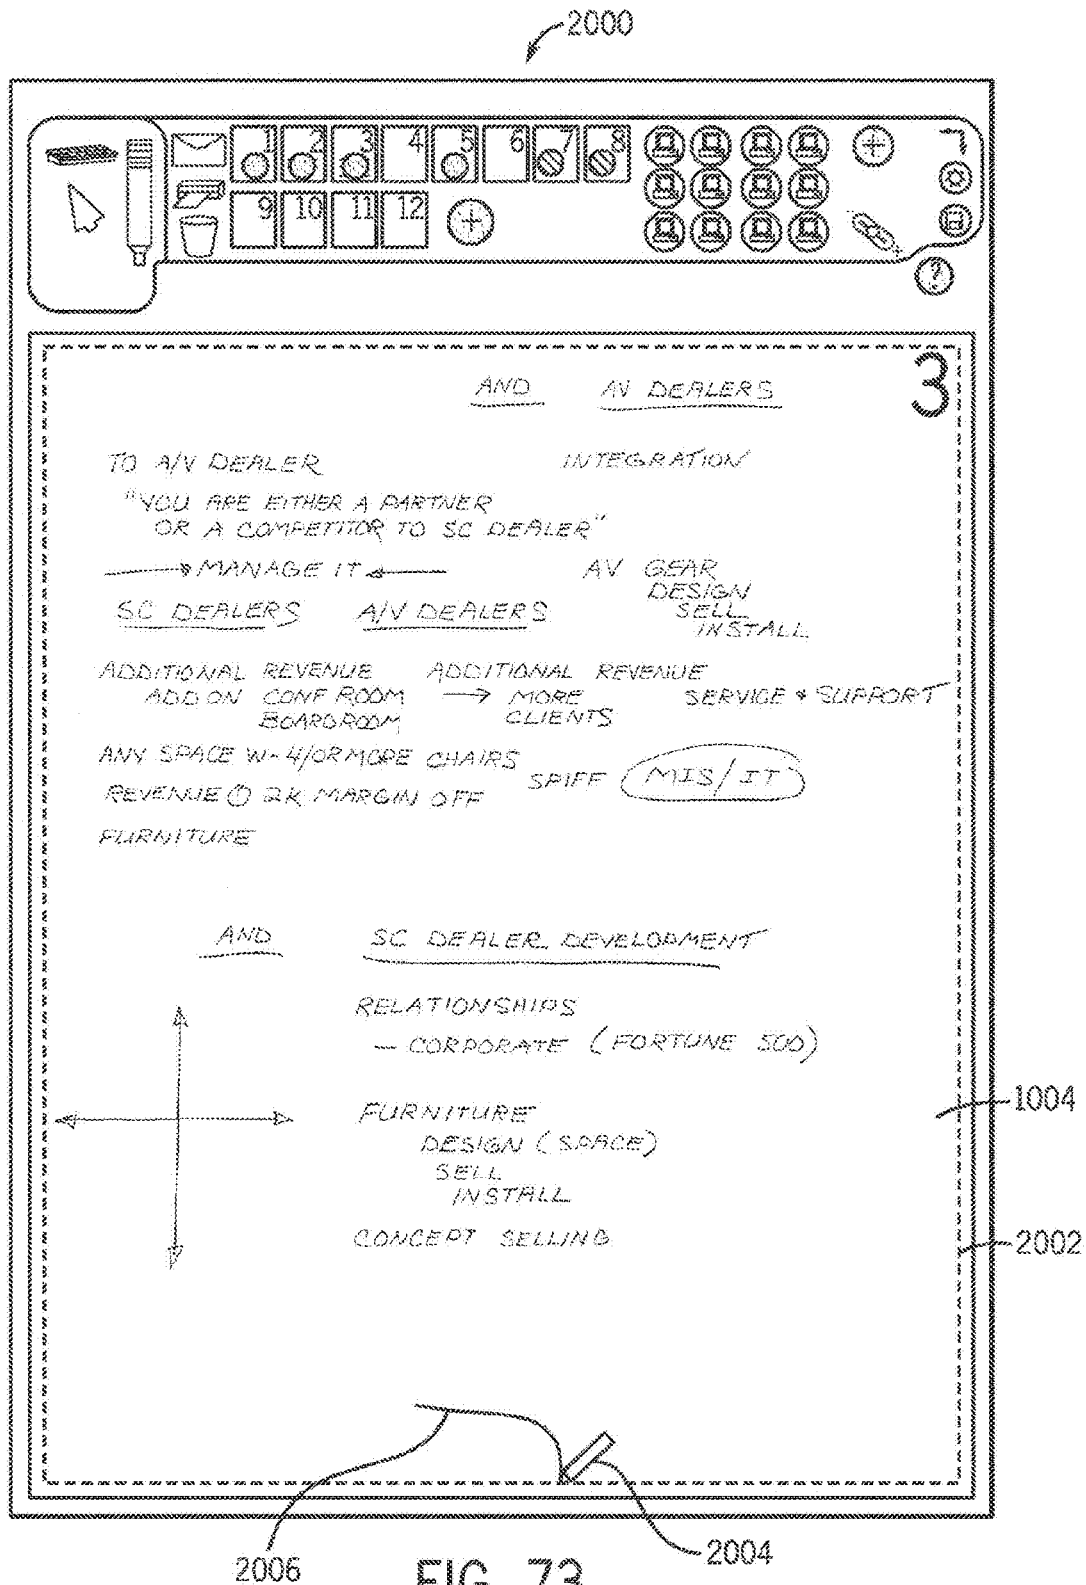 2000
1 2 3 4 5 6 7 8
9 10 11 12
?
3
AND AV DEALERS
TO A/V DEALER INTEGRATION
"YOU ARE EITHER A PARTNER
OR A COMPETITOR TO SC DEALER"
MANAGE IT AV GEAR
DESIGN
SC DEALERS A/V DEALERS SELL
INSTALL
ADDITIONAL REVENUE ADDITIONAL REVENUE
ADD ON CONF ROOM → MORE SERVICE & SUPPORT
BOARDROOM CLIENTS
ANY SPACE W- 4/OR MORE CHAIRS
SPIFF MIS/IT
REVENUE @ 2K MARGIN OFF
FURNITURE
AND SC DEALER DEVELOPMENT
RELATIONSHIPS
- CORPORATE (FORTUNE 500)
1004
FURNITURE
DESIGN (SPACE)
SELL
INSTALL
CONCEPT SELLING
2002
2004
2006
FIG. 73